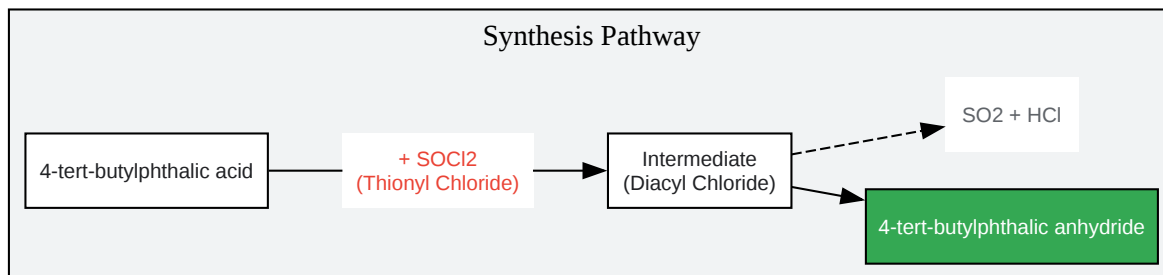 Synthesis Pathway
4-tert-butylphthalic acid
+ SOCl2
(Thionyl Chloride)
Intermediate
(Diacyl Chloride)
SO2 + HCl
4-tert-butylphthalic anhydride